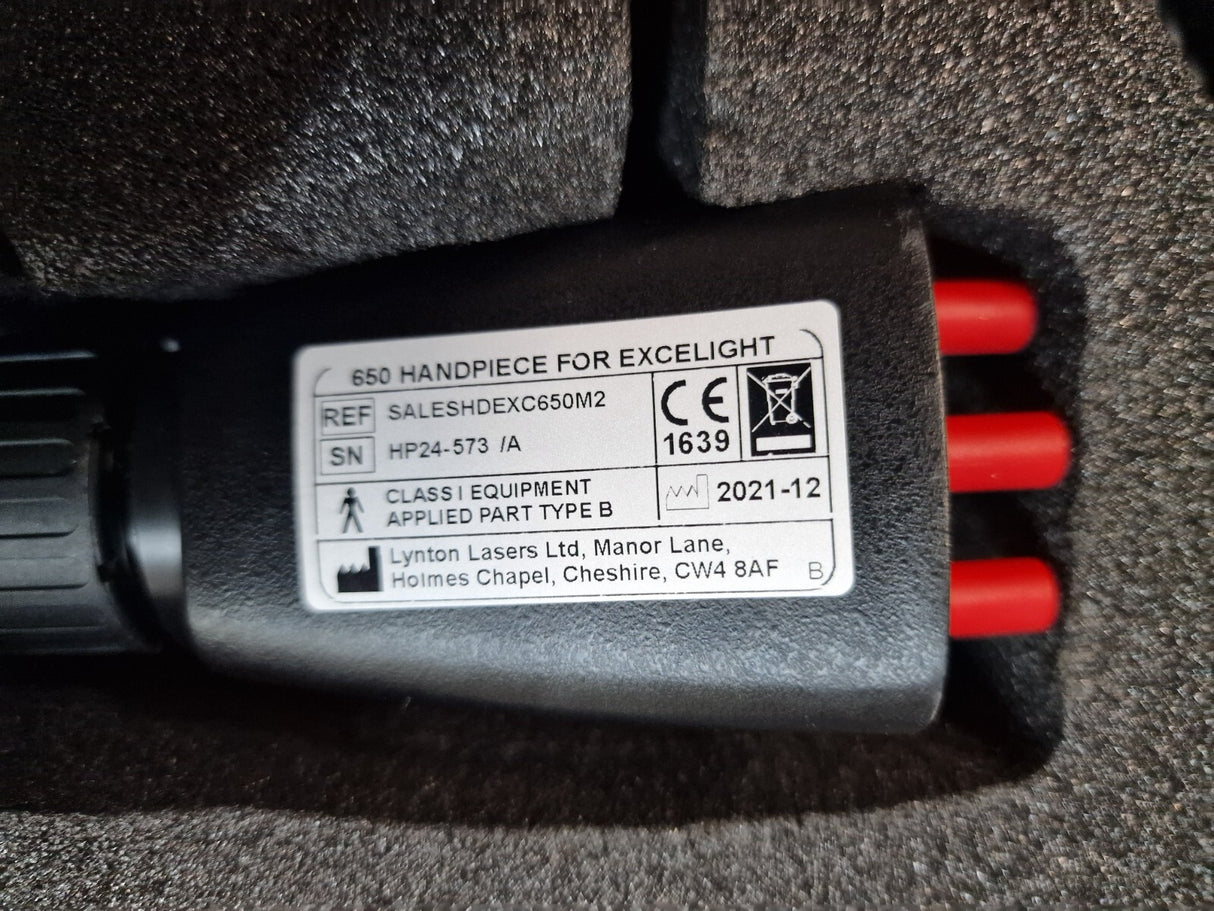 650 HANDPIECE FOR EXCELIGHT
REF SALESHDEXC650M2
SN HP24-573 /A
CE
1639
CLASS I EQUIPMENT
APPLIED PART TYPE B
2021-12
Lynton Lasers Ltd, Manor Lane,
Holmes Chapel, Cheshire, CW4 8AF B